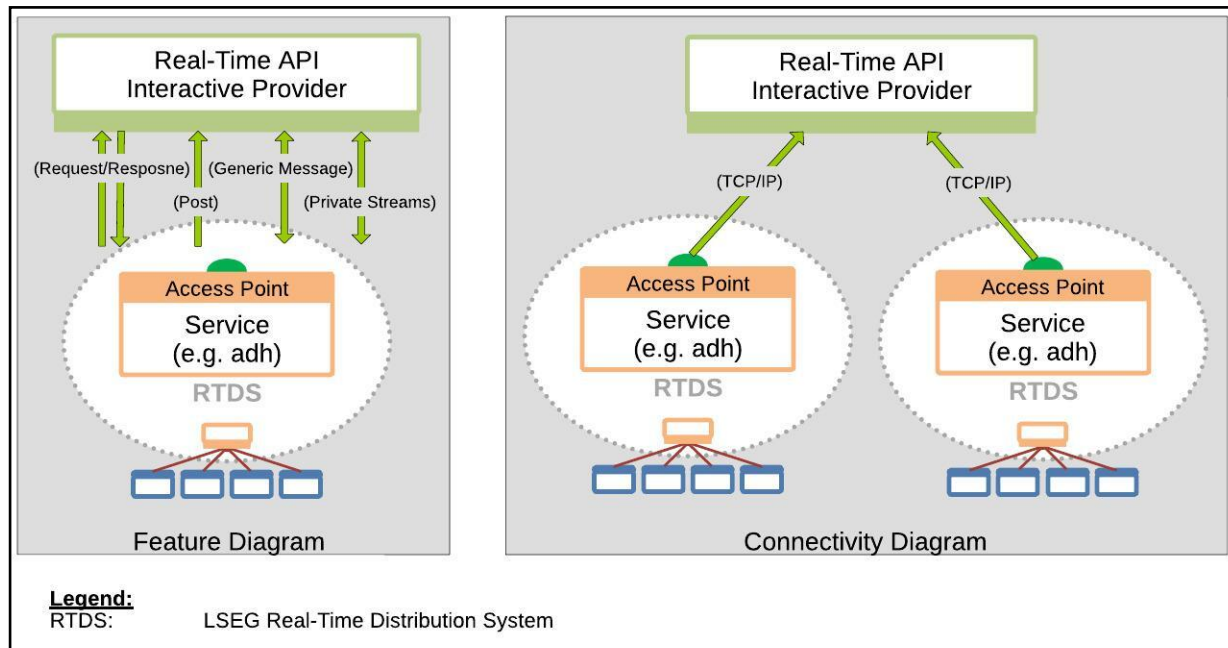 Real-Time API
Interactive Provider
(Request/Resposne)
(Generic Message)
(Post)
(Private Streams)
Access Point
Service
(e.g. adh)
RTDS
Feature Diagram
Real-Time API
Interactive Provider
(TCP/IP)
(TCP/IP)
Access Point
Service
(e.g. adh)
RTDS
Access Point
Service
(e.g. adh)
RTDS
Connectivity Diagram
Legend:
RTDS: LSEG Real-Time Distribution System